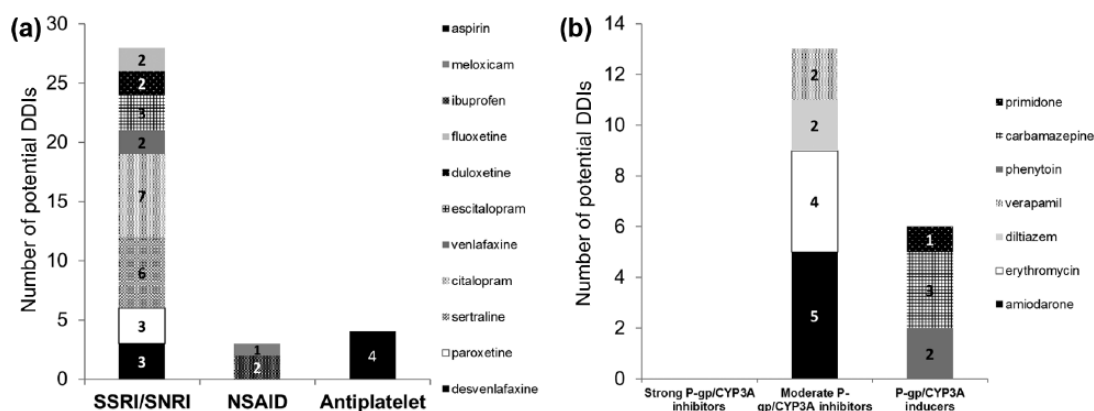 (a)
Number of potential DDIs
30
25
20
15
10
5
0
2
2
3
2
7
6
3
3
1
2
4
SSRI/SNRI NSAID Antiplatelet
aspirin
meloxicam
ibuprofen
fluoxetine
duloxetine
escitalopram
venlafaxine
citalopram
sertraline
paroxetine
desvenlafaxine
(b)
Number of potential DDIs
14
12
10
8
6
4
2
0
2
2
4
5
1
3
2
Strong P-gp/CYP3A
inhibitors
Moderate P-
gp/CYP3A inhibitors
P-gp/CYP3A
inducers
primidone
carbamazepine
phenytoin
verapamil
diltiazem
erythromycin
amiodarone